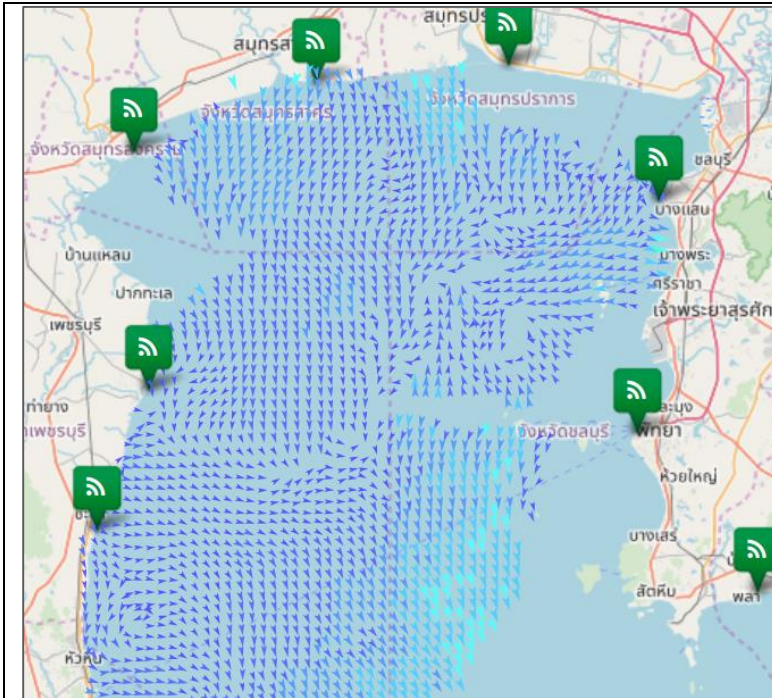 สมุทรสา
สมุทรปร
จังหวัดสมุทรปราการ
จังหวัดสมุทรสาคร
จังหวัดสมุทรสงคราม
ชลบุรี
บางแสน
บ้านแหลม
บางพระ
ปากทะเล
ศรีราชา
เจ้าพระยาสุรศัก
เพชรบุรี
ท่ายาง
ละมุง
าเพชรบุรี
จังหวัดชลบุรี
พัทยา
ห้วยใหญ่
บางเสร่
สัตหีบ
พลา
หัวหิน